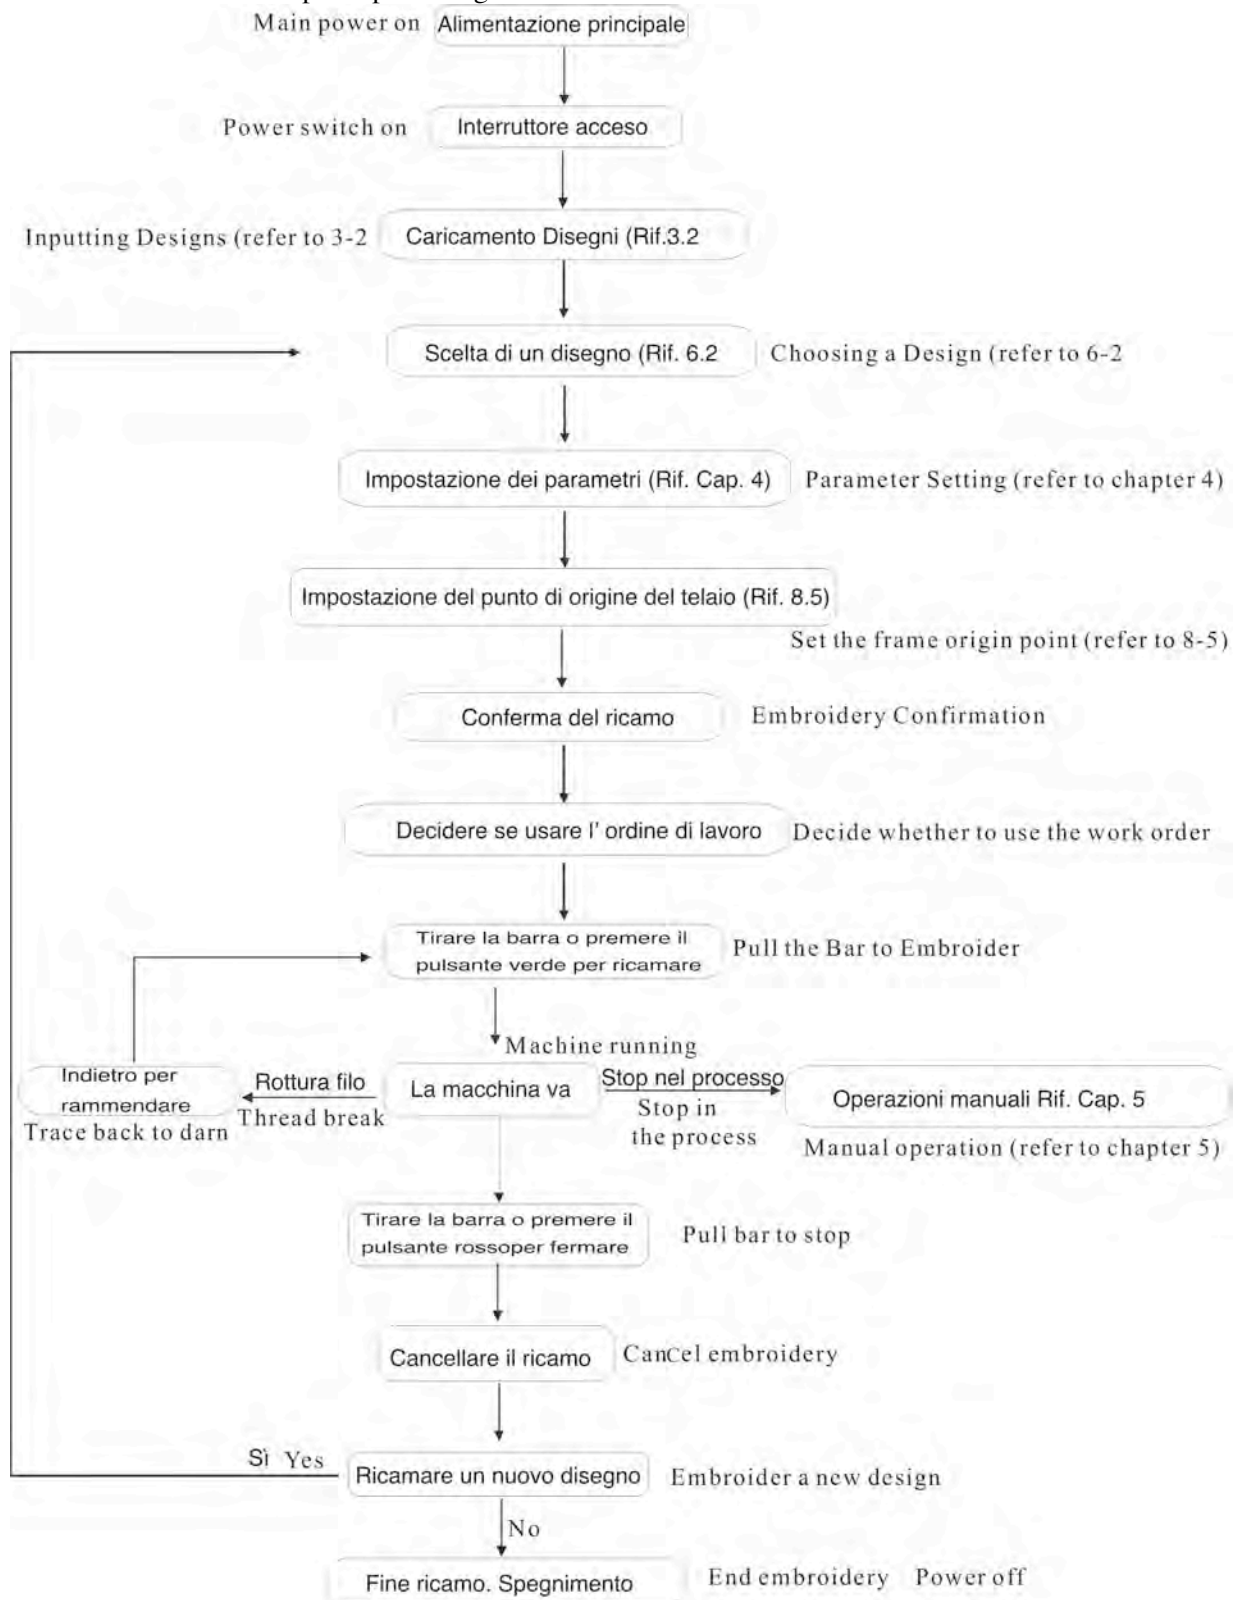 Main power on Alimentazione principale
Power switch on Interruttore acceso
Inputting Designs (refer to 3-2 Caricamento Disegni (Rif.3.2
Scelta di un disegno (Rif. 6.2 Choosing a Design (refer to 6-2
Impostazione dei parametri (Rif. Cap. 4) Parameter Setting (refer to chapter 4)
Impostazione del punto di origine del telaio (Rif. 8.5)
Set the frame origin point (refer to 8-5)
Conferma del ricamo Embroidery Confirmation
Decidere se usare l' ordine di lavoro Decide whether to use the work order
Tirare la barra o premere il
pulsante verde per ricamare
Pull the Bar to Embroider
Machine running
Indietro per
rammendare
Trace back to darn
Rottura filo
Thread break
La macchina va
Stop nel processo
Stop in
the process
Operazioni manuali Rif. Cap. 5
Manual operation (refer to chapter 5)
Tirare la barra o premere il
pulsante rossoper fermare
Pull bar to stop
Cancellare il ricamo Cancel embroidery
Sì Yes Ricamare un nuovo disegno Embroider a new design
No
Fine ricamo. Spegnimento End embroidery Power off